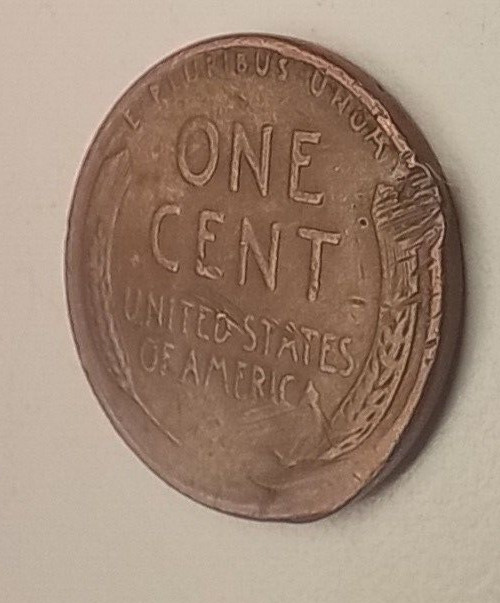 E PLURIBUS UNUM
ONE
CENT
UNITED STATES
OF AMERICA